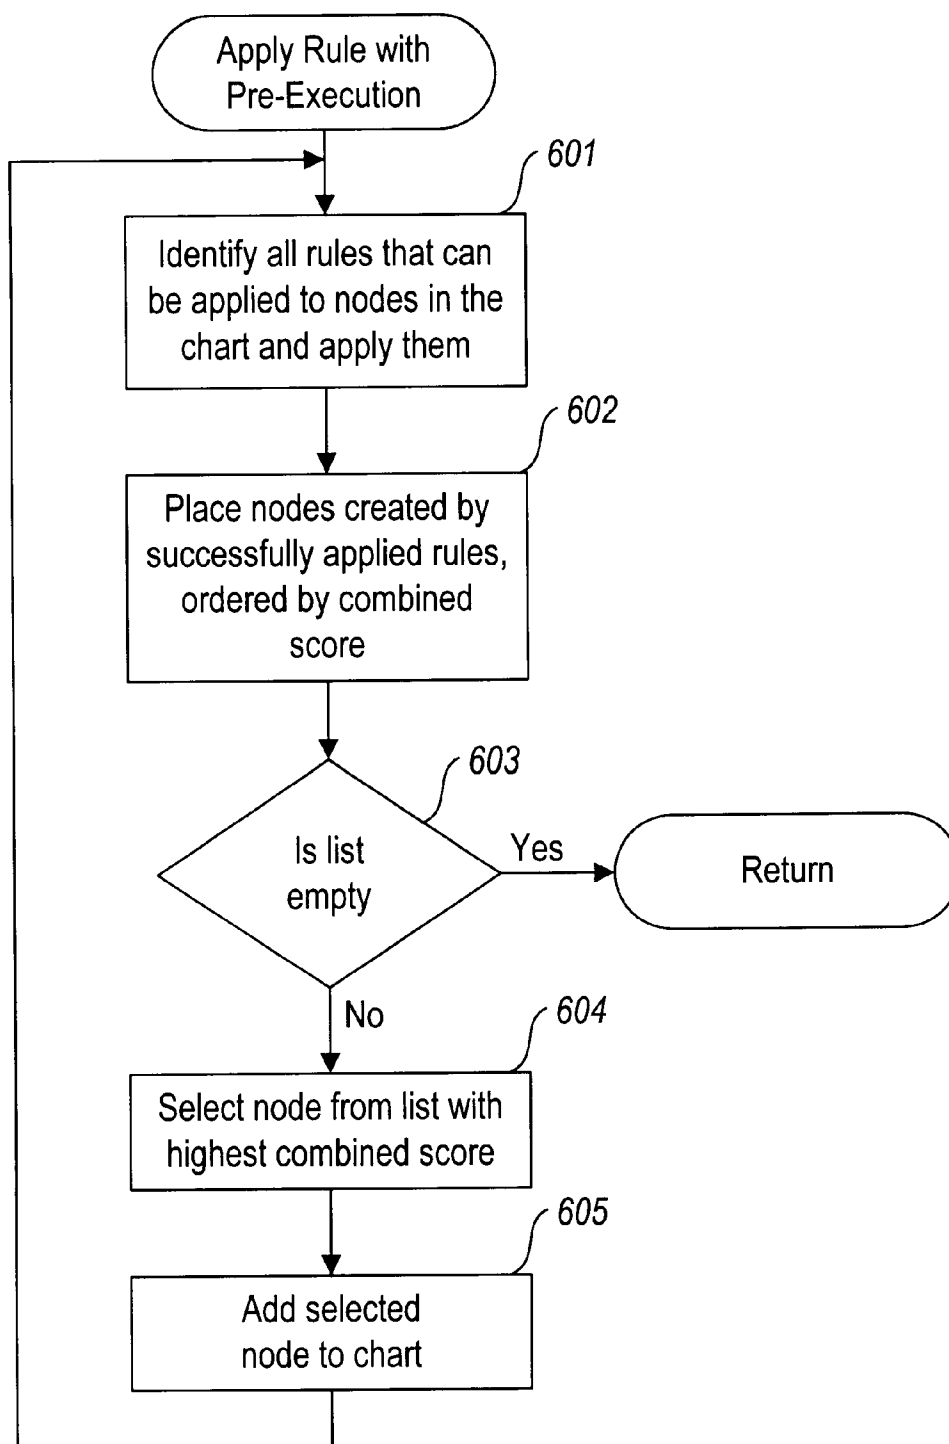 Apply Rule with
Pre-Execution
601
Identify all rules that can
be applied to nodes in the
chart and apply them
602
Place nodes created by
successfully applied rules,
ordered by combined
score
603
Is list
empty
Yes
Return
No
604
Select node from list with
highest combined score
605
Add selected
node to chart